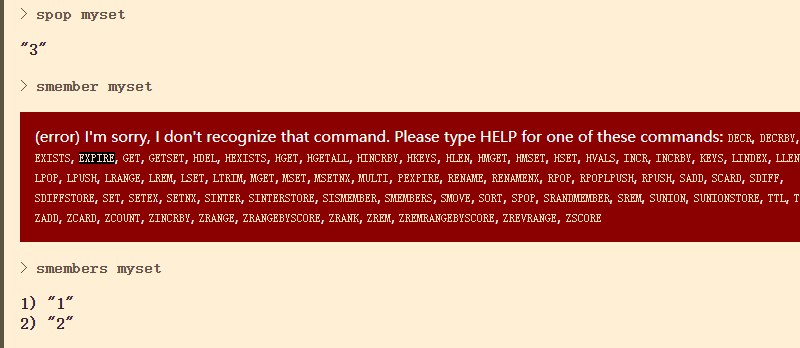 > spop myset
"3"
> smember myset
(error) I'm sorry, I don't recognize that command. Please type HELP for one of these commands: DECR, DECRBY,
EXISTS, EXPIRE, GET, GETSET, HDEL, HEXISTS, HGET, HGETALL, HINCRBY, HKEYS, HLEN, HMGET, HMSET, HSET, HVALS, INCR, INCRBY, KEYS, LINDEX, LLEN
LPOP, LPUSH, LRANGE, LREM, LSET, LTRIM, MGET, MSET, MSETNX, MULTI, PEXPIRE, RENAME, RENAMENX, RPOP, RPOPLPUSH, RPUSH, SADD, SCARD, SDIFF,
SDIFFSTORE, SET, SETEX, SETNX, SINTER, SINTERSTORE, SISMEMBER, SMEMBERS, SMOVE, SORT, SPOP, SRANDMEMBER, SREM, SUNION, SUNIONSTORE, TTL,
ZADD, ZCARD, ZCOUNT, ZINCRBY, ZRANGE, ZRANGEBYSCORE, ZRANK, ZREM, ZREMRANGEBYSCORE, ZREVRANGE, ZSCORE
> smembers myset
1) "1"
2) "2"